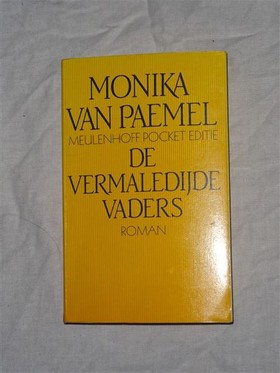 MONIKA
VAN PAEMEL
MEULENHOFF POCKET EDITIE
DE
VERMALEDIJDE
VADERS
ROMAN